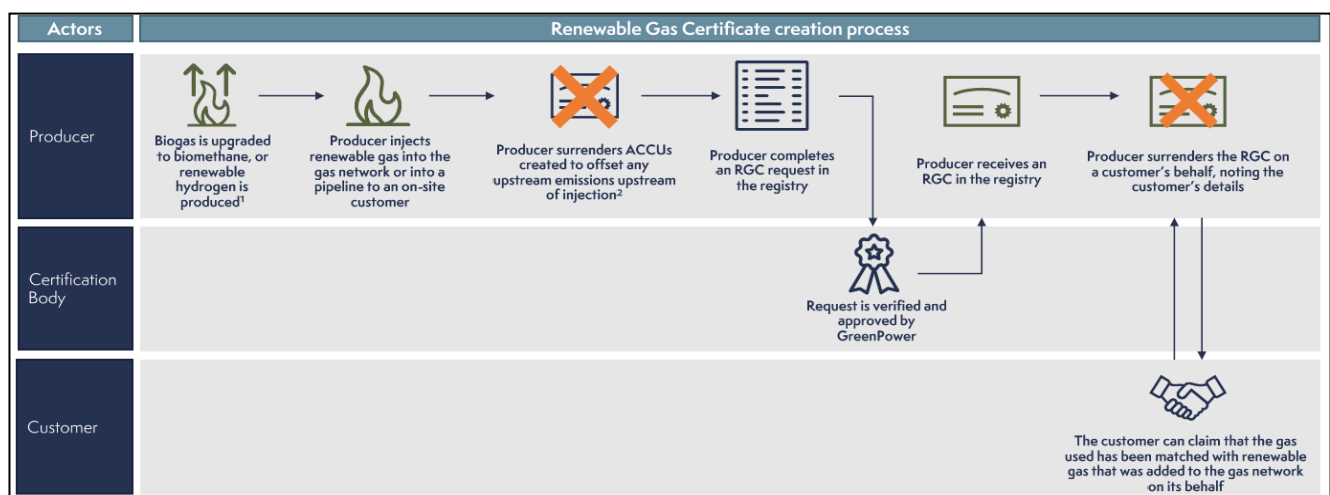 Actors
Renewable Gas Certificate creation process
Producer
Biogas is upgraded
to biomethane, or
renewable
hydrogen is
produced¹
Producer injects
renewable gas into the
gas network or into a
pipeline to an on-site
customer
Producer surrenders ACCUs
created to offset any
upstream emissions upstream
of injection²
Producer completes
an RGC request in
the registry
Producer receives an
RGC in the registry
Producer surrenders the RGC on
a customer's behalf, noting the
customer's details
Certification
Body
Request is verified and
approved by
GreenPower
Customer
The customer can claim that the gas
used has been matched with renewable
gas that was added to the gas network
on its behalf